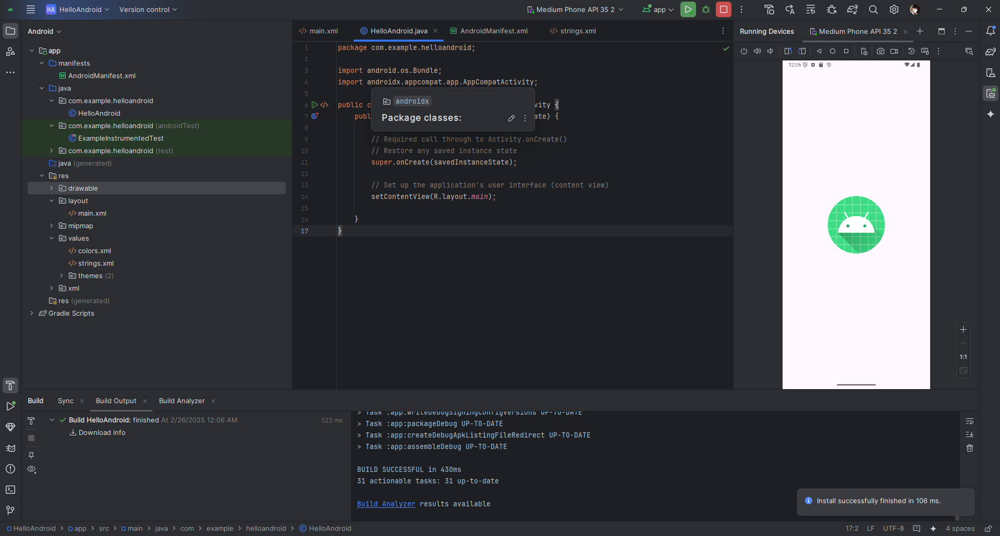 HA HelloAndroid Version control Medium Phone API 35 2 app
Android
app
manifests
AndroidManifest.xml
java
com.example.helloandroid
HelloAndroid
com.example.helloandroid (androidTest)
ExampleInstrumentedTest
com.example.helloandroid (test)
java (generated)
res
drawable
layout
main.xml
mipmap
values
colors.xml
strings.xml
themes (2)
xml
res (generated)
Gradle Scripts
main.xml HelloAndroid.java AndroidManifest.xml strings.xml
1 package com.example.helloandroid;
2
3 import android.os.Bundle;
4 import androidx.appcompat.app.AppCompatActivity;
5
6 public c vity {
7 publ ate) {
8
9 // Required call through to Activity.onCreate()
10 // Restore any saved instance state
11 super.onCreate(savedInstanceState);
12
13 // Set up the application's user interface (content view)
14 setContentView(R.layout.main);
15
16 }
17 }
androidx
Package classes:
Running Devices Medium Phone API 35 2
12:06
1:1
Build Sync Build Output Build Analyzer
Build HelloAndroid: finished At 2/26/2025 12:06 AM 523 ms
Download info
> Task :app:writeDebugSigningConfigVersions UP-TO-DATE
> Task :app:packageDebug UP-TO-DATE
> Task :app:createDebugApkListingFileRedirect UP-TO-DATE
> Task :app:assembleDebug UP-TO-DATE
BUILD SUCCESSFUL in 430ms
31 actionable tasks: 31 up-to-date
Build Analyzer results available
Install successfully finished in 106 ms.
HelloAndroid > app > src > main > java > com > example > helloandroid > HelloAndroid 17:2 LF UTF-8 4 spaces